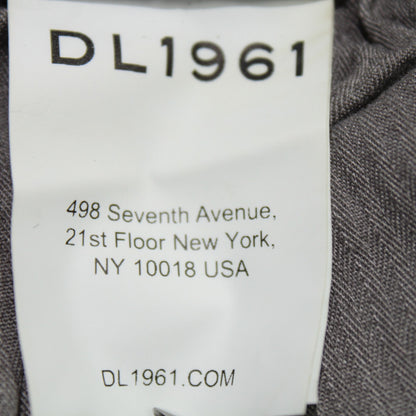 DL1961
498 Seventh Avenue,
21st Floor New York,
NY 10018 USA
DL1961.COM